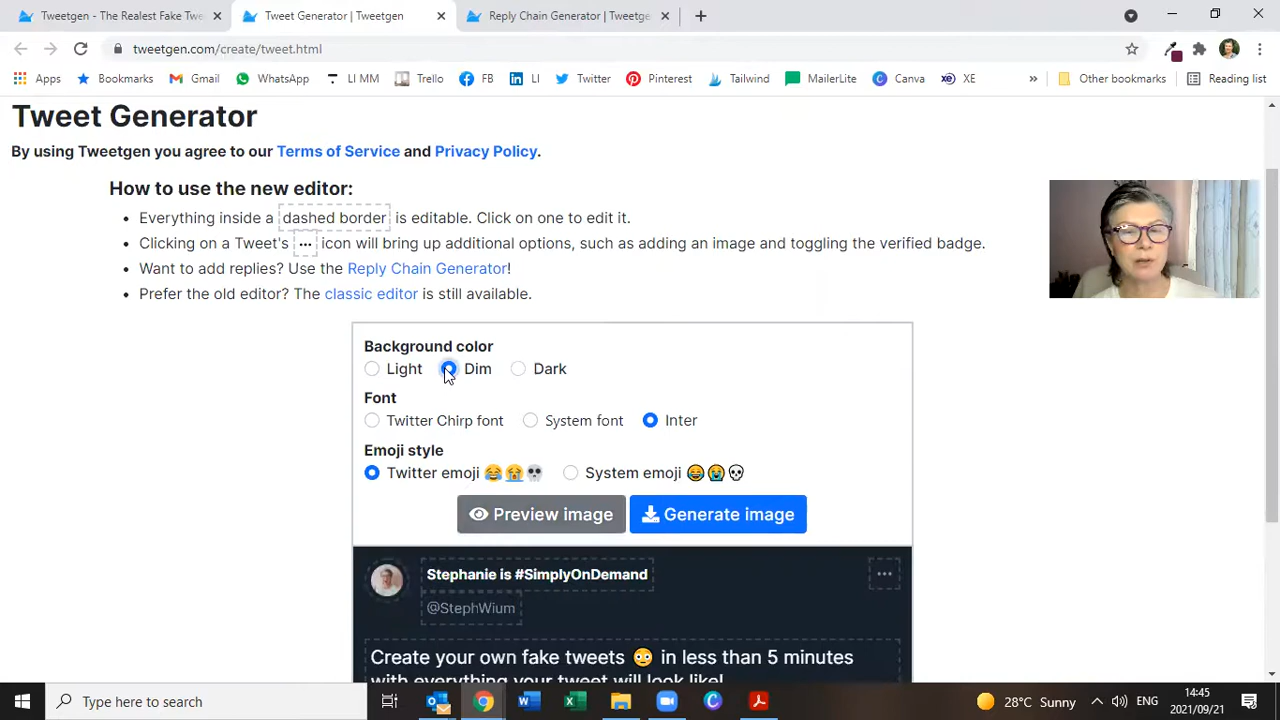 Tweetgen - The Realest Fake Twe
Tweet Generator | Tweetgen
Reply Chain Generator | Tweetge
tweetgen.com/create/tweet.html
Apps
Bookmarks
Gmail
WhatsApp
LI MM
Trello
FB
LI
Twitter
Pinterest
Tailwind
MailerLite
Canva
XE
»
Other bookmarks
Reading list
Tweet Generator
By using Tweetgen you agree to our Terms of Service and Privacy Policy.
How to use the new editor:
• Everything inside a dashed border is editable. Click on one to edit it.
• Clicking on a Tweet's ... icon will bring up additional options, such as adding an image and toggling the verified badge.
• Want to add replies? Use the Reply Chain Generator!
• Prefer the old editor? The classic editor is still available.
Background color
Light Dim Dark
Font
Twitter Chirp font System font Inter
Emoji style
Twitter emoji 😂😭💀 System emoji 😂😭💀
Preview image Generate image
Stephanie is #SimplyOnDemand
@StephWium
Create your own fake tweets 😳 in less than 5 minutes
with everything your tweet will look like!
Type here to search
28°C Sunny
ENG
14:45
2021/09/21